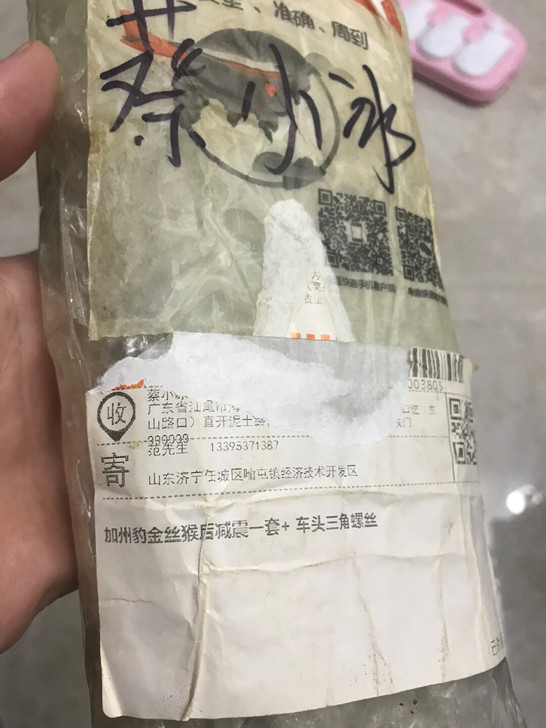 、准确、周到
蔡小冰
003805
收
蔡小
广东省汕尾市
山路口）直开泥土路
寄
范先生 13395371387
山东济宁任城区喻屯镇经济技术开发区
加州豹金丝猴后减震一套+ 车头三角螺丝